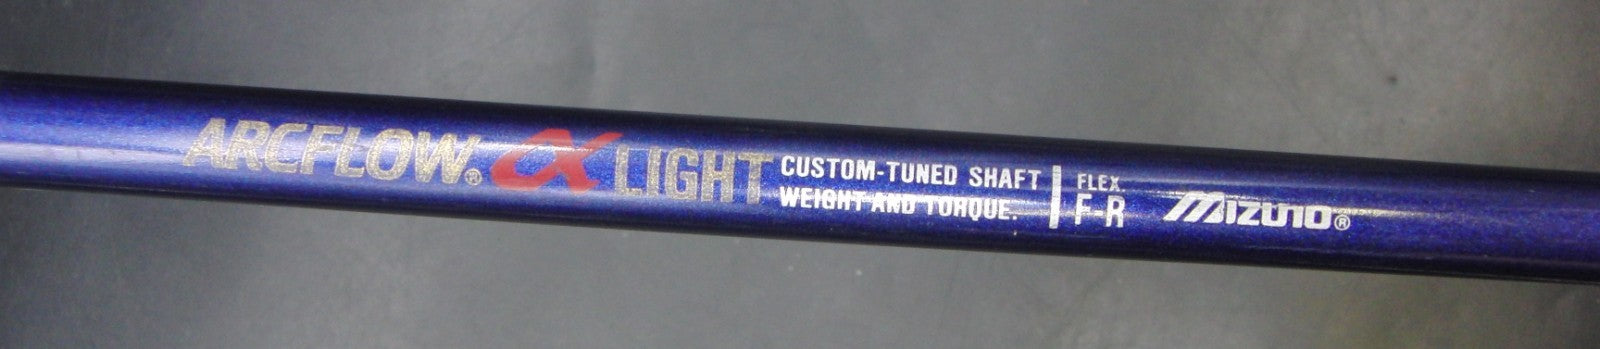 ARCFLOW® α LIGHT
CUSTOM-TUNED SHAFT
WEIGHT AND TORQUE.
FLEX.
F-R
MIZUNO®